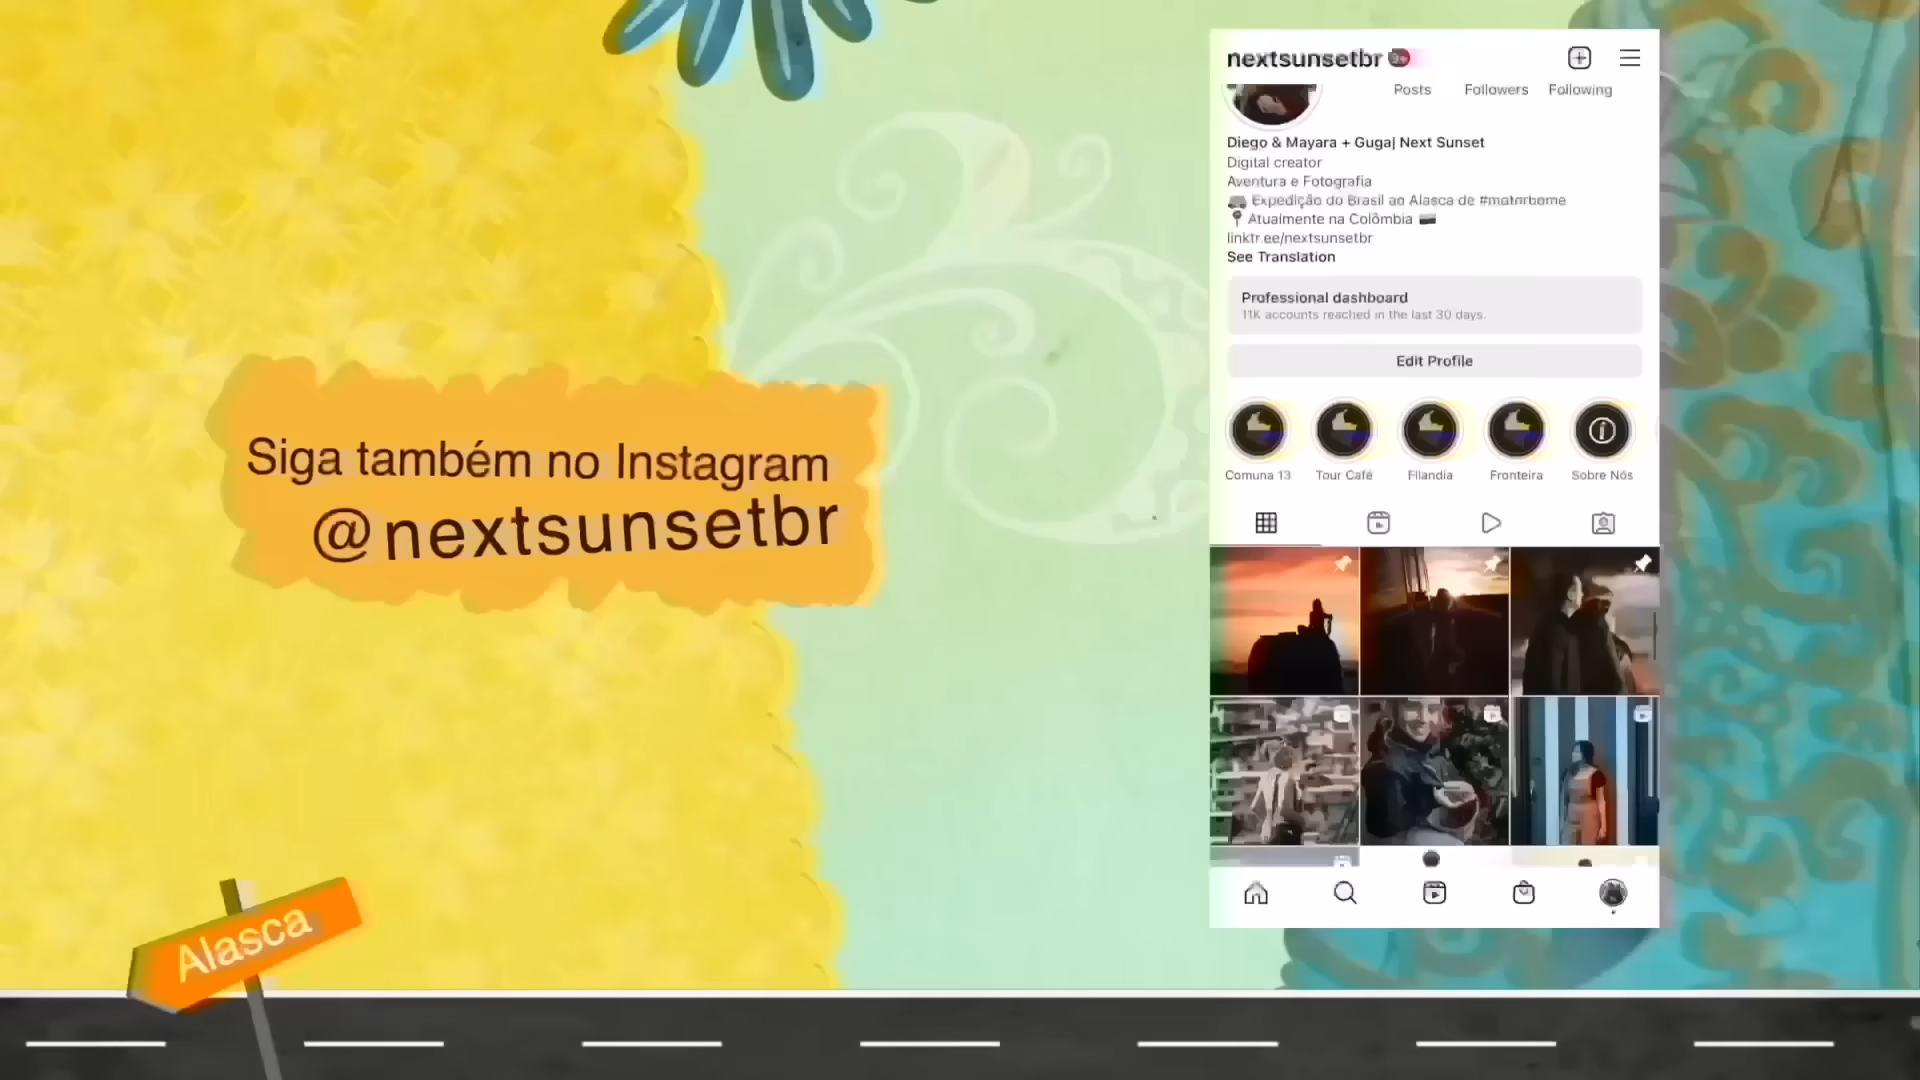 Siga também no Instagram
@nextsunsetbr
Alasca
nextsunsetbr
Posts Followers Following
Diego & Mayara + Guga| Next Sunset
Digital creator
Aventura e Fotografia
Expedição do Brasil ao Alasca de #motorhome
Atualmente na Colômbia
linktr.ee/nextsunsetbr
See Translation
Professional dashboard
11K accounts reached in the last 30 days.
Edit Profile
Comuna 13 Tour Café Filandia Fronteira Sobre Nós